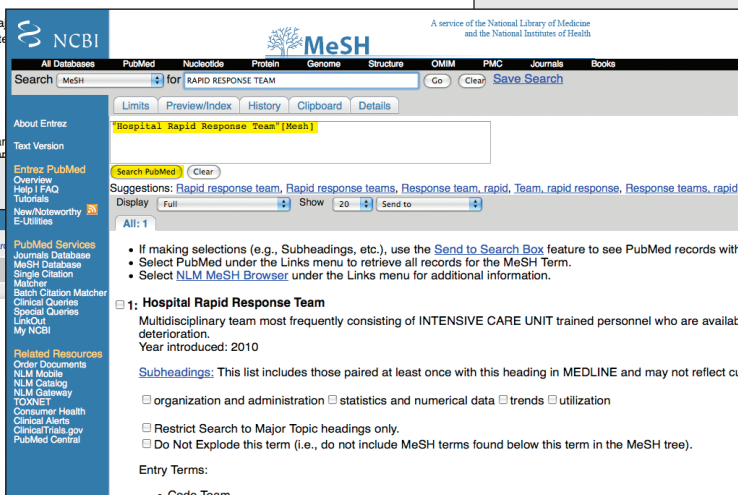 NCBI
MeSH
A service of the National Library of Medicine
and the National Institutes of Health
All Databases PubMed Nucleotide Protein Genome Structure OMIM PMC Journals Books
Search MeSH for RAPID RESPONSE TEAM Go Clear Save Search
Limits Preview/Index History Clipboard Details
About Entrez
Text Version
Entrez PubMed
Overview
Help I FAQ
Tutorials
New/Noteworthy
E-Utilities
PubMed Services
Journals Database
MeSH Database
Single Citation
Matcher
Batch Citation Matcher
Clinical Queries
Special Queries
LinkOut
My NCBI
Related Resources
Order Documents
NLM Mobile
NLM Catalog
NLM Gateway
TOXNET
Consumer Health
Clinical Alerts
ClinicalTrials.gov
PubMed Central
"Hospital Rapid Response Team"[Mesh]
Search PubMed Clear
Suggestions: Rapid response team, Rapid response teams, Response team, rapid, Team, rapid response, Response teams, rapid
Display Full Show 20 Send to
All: 1
• If making selections (e.g., Subheadings, etc.), use the Send to Search Box feature to see PubMed records with
• Select PubMed under the Links menu to retrieve all records for the MeSH Term.
• Select NLM MeSH Browser under the Links menu for additional information.
1: Hospital Rapid Response Team
Multidisciplinary team most frequently consisting of INTENSIVE CARE UNIT trained personnel who are
deterioration.
Year introduced: 2010
Subheadings: This list includes those paired at least once with this heading in MEDLINE and may not reflect
organization and administration statistics and numerical data trends utilization
Restrict Search to Major Topic headings only.
Do Not Explode this term (i.e., do not include MeSH terms found below this term in the MeSH tree).
Entry Terms:
• Code Team